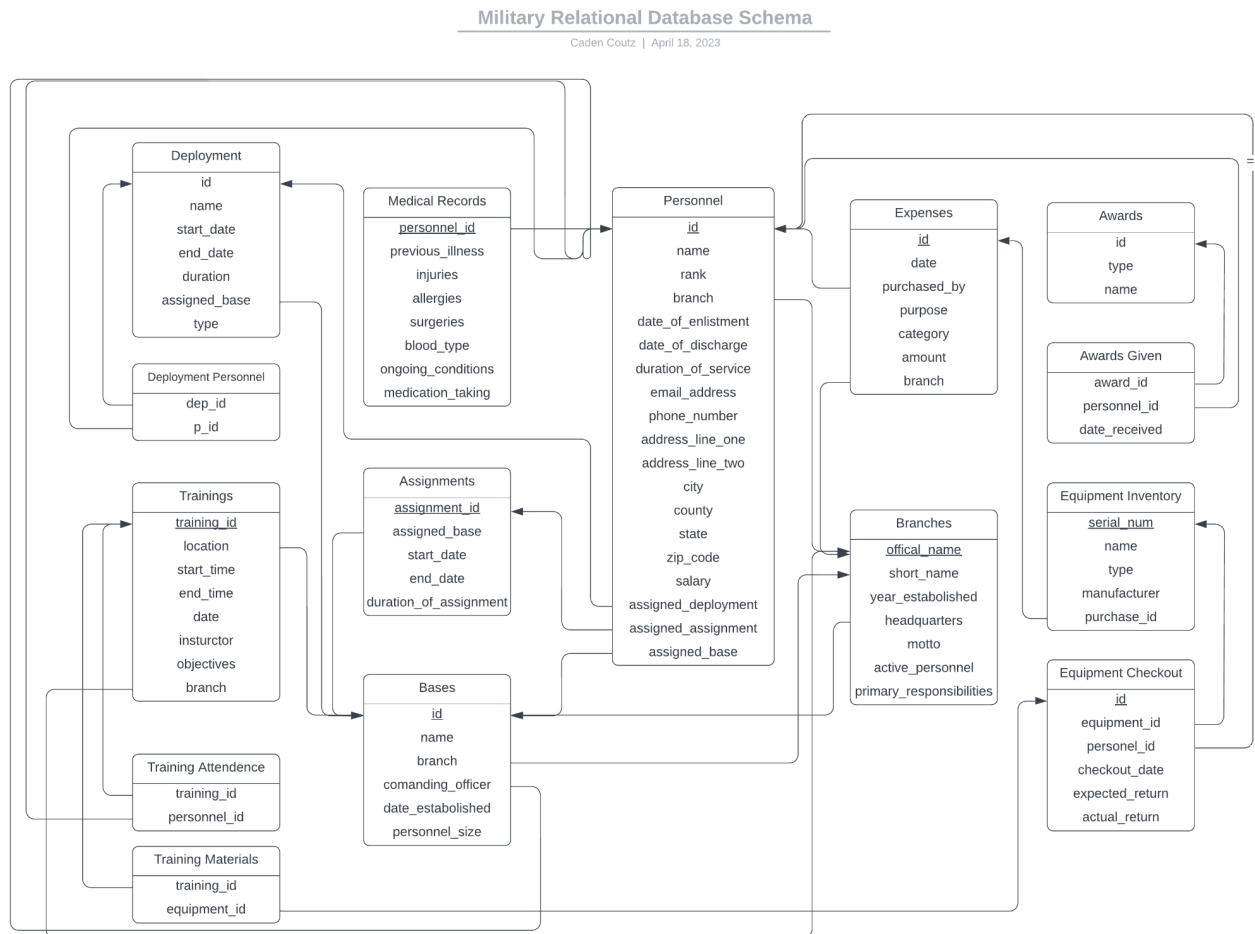 Military Relational Database Schema
Caden Coutz | April 18, 2023
Deployment
id
name
start_date
end_date
duration
assigned_base
type
Deployment Personnel
dep_id
p_id
Trainings
training_id
location
start_time
end_time
date
insturctor
objectives
branch
Training Attendence
training_id
personnel_id
Training Materials
training_id
equipment_id
Medical Records
personnel_id
previous_illness
injuries
allergies
surgeries
blood_type
ongoing_conditions
medication_taking
Assignments
assignment_id
assigned_base
start_date
end_date
duration_of_assignment
Bases
id
name
branch
comanding_officer
date_estabolished
personnel_size
Personnel
id
name
rank
branch
date_of_enlistment
date_of_discharge
duration_of_service
email_address
phone_number
address_line_one
address_line_two
city
county
state
zip_code
salary
assigned_deployment
assigned_assignment
assigned_base
Expenses
id
date
purchased_by
purpose
category
amount
branch
Branches
offical_name
short_name
year_estabolished
headquarters
motto
active_personnel
primary_responsibilities
Awards
id
type
name
Awards Given
award_id
personnel_id
date_received
Equipment Inventory
serial_num
name
type
manufacturer
purchase_id
Equipment Checkout
id
equipment_id
personel_id
checkout_date
expected_return
actual_return